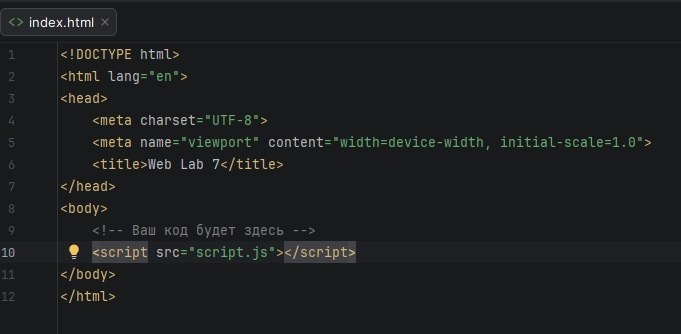 index.html
1 <!DOCTYPE html>
2 <html lang="en">
3 <head>
4     <meta charset="UTF-8">
5     <meta name="viewport" content="width=device-width, initial-scale=1.0">
6     <title>Web Lab 7</title>
7 </head>
8 <body>
9     <!-- Ваш код будет здесь -->
10     <script src="script.js"></script>
11 </body>
12 </html>